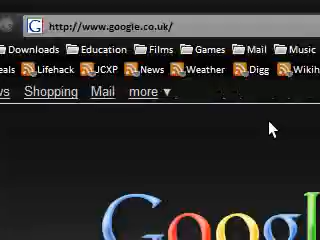 http://www.google.co.uk/
Downloads Education Films Games Mail Music
eals Lifehack JCXP News Weather Digg Wikih
vs Shopping Mail more ▼
Googl